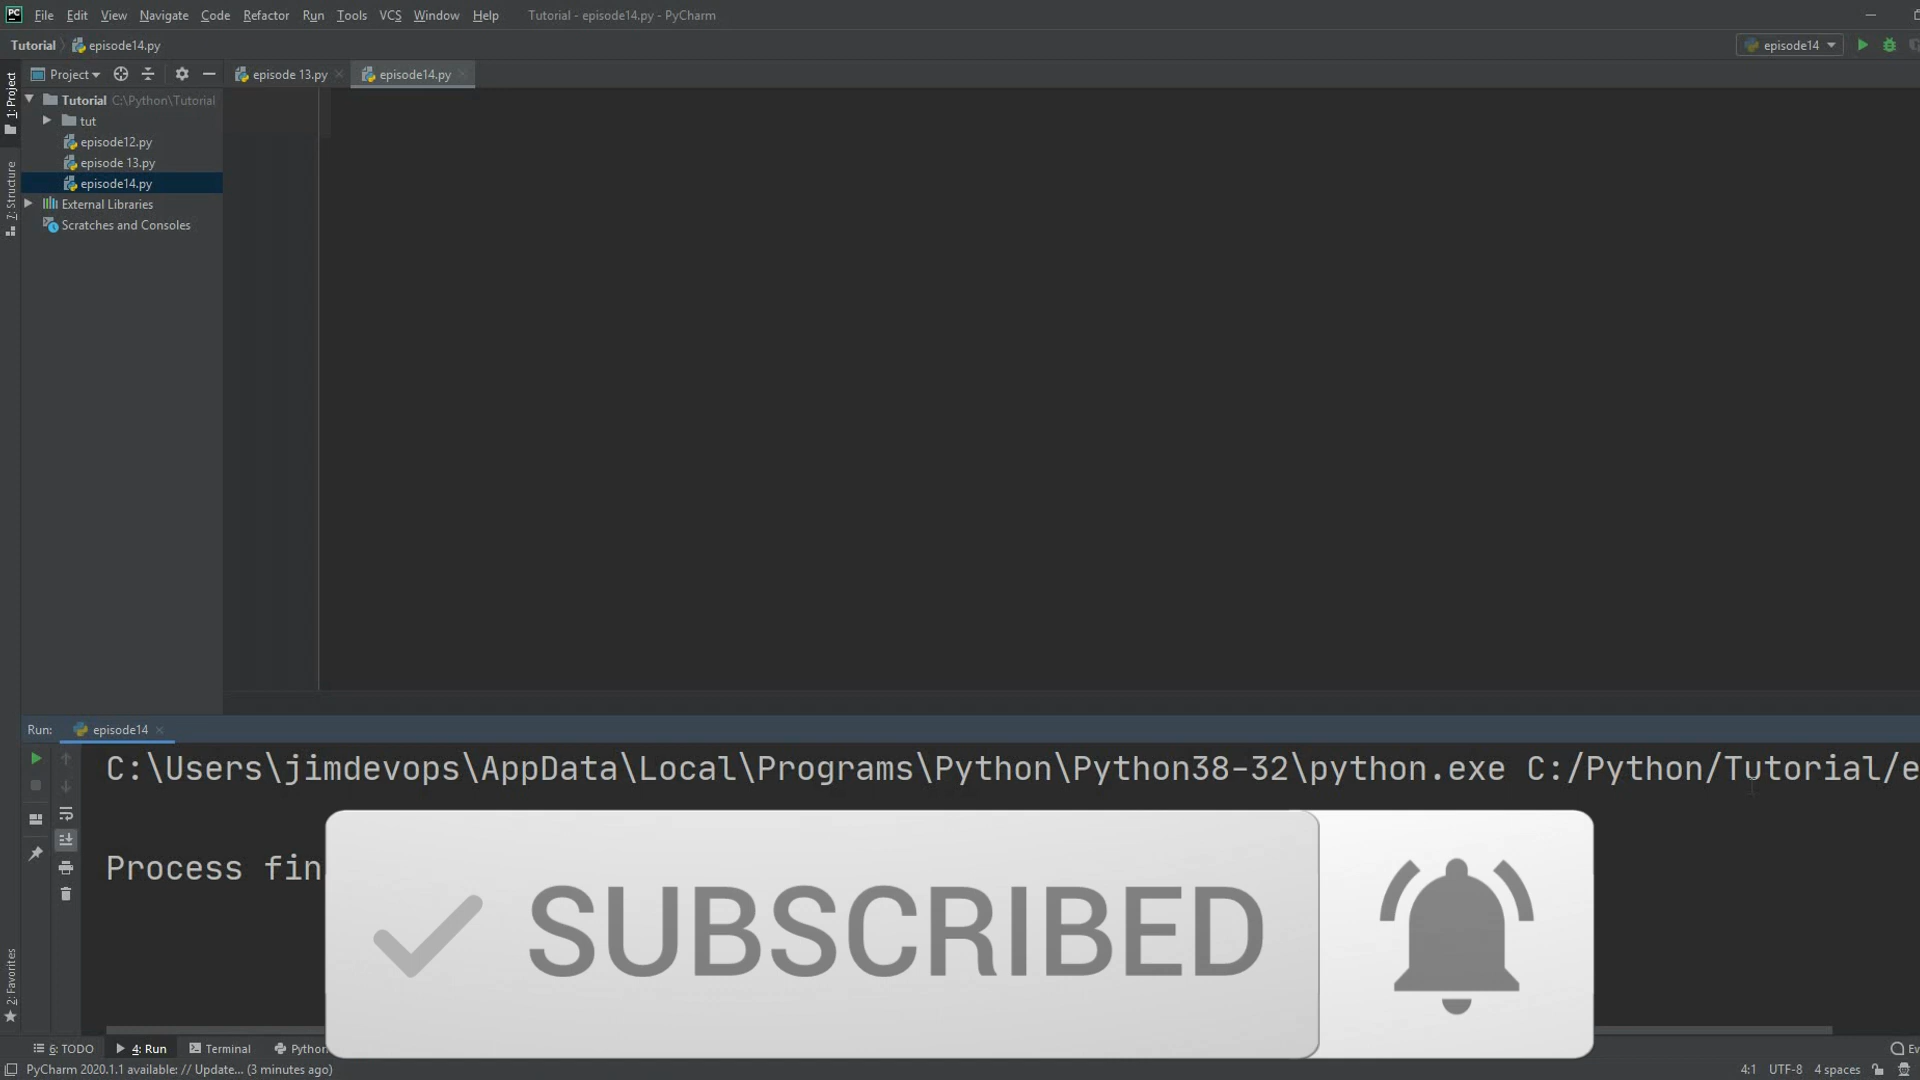 PC File Edit View Navigate Code Refactor Run Tools VCS Window Help Tutorial - episode14.py - PyCharm
Tutorial episode14.py episode14
Project episode 13.py episode14.py
1: Project
Tutorial C:\Python\Tutorial
tut
episode12.py
episode 13.py
episode14.py
External Libraries
Scratches and Consoles
7: Structure
Run: episode14
C:\Users\jimdevops\AppData\Local\Programs\Python\Python38-32\python.exe C:/Python/Tutorial/e
Process fin
SUBSCRIBED
2: Favorites
6: TODO 4: Run Terminal Python Ev
PyCharm 2020.1.1 available: // Update... (3 minutes ago) 4:1 UTF-8 4 spaces